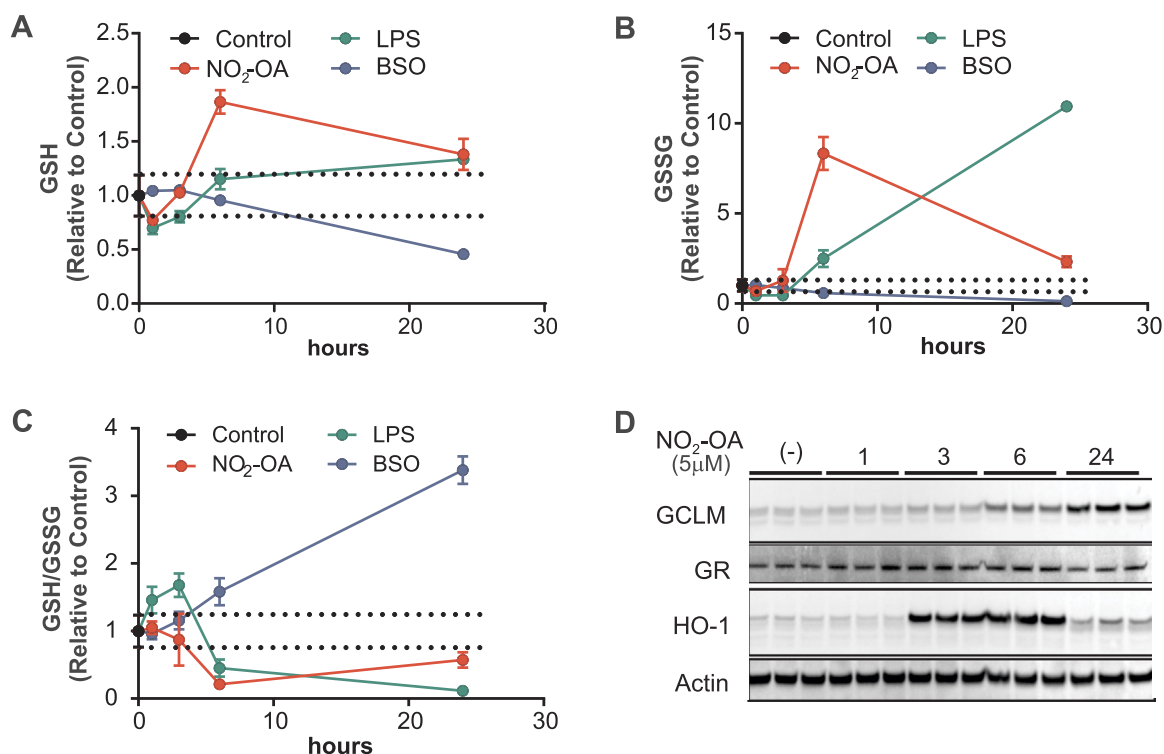 A
GSH
(Relative to Control)
2.5
2.0
1.5
1.0
0.5
0.0
Control
LPS
NO₂-OA
BSO
0
10
20
30
hours
B
GSSG
(Relative to Control)
15
10
5
0
Control
LPS
NO₂-OA
BSO
0
10
20
30
hours
C
GSH/GSSG
(Relative to Control)
4
3
2
1
0
Control
LPS
NO₂-OA
BSO
0
10
20
30
hours
D
NO₂-OA
(5μM)
(-) 1 3 6 24
GCLM
GR
HO-1
Actin